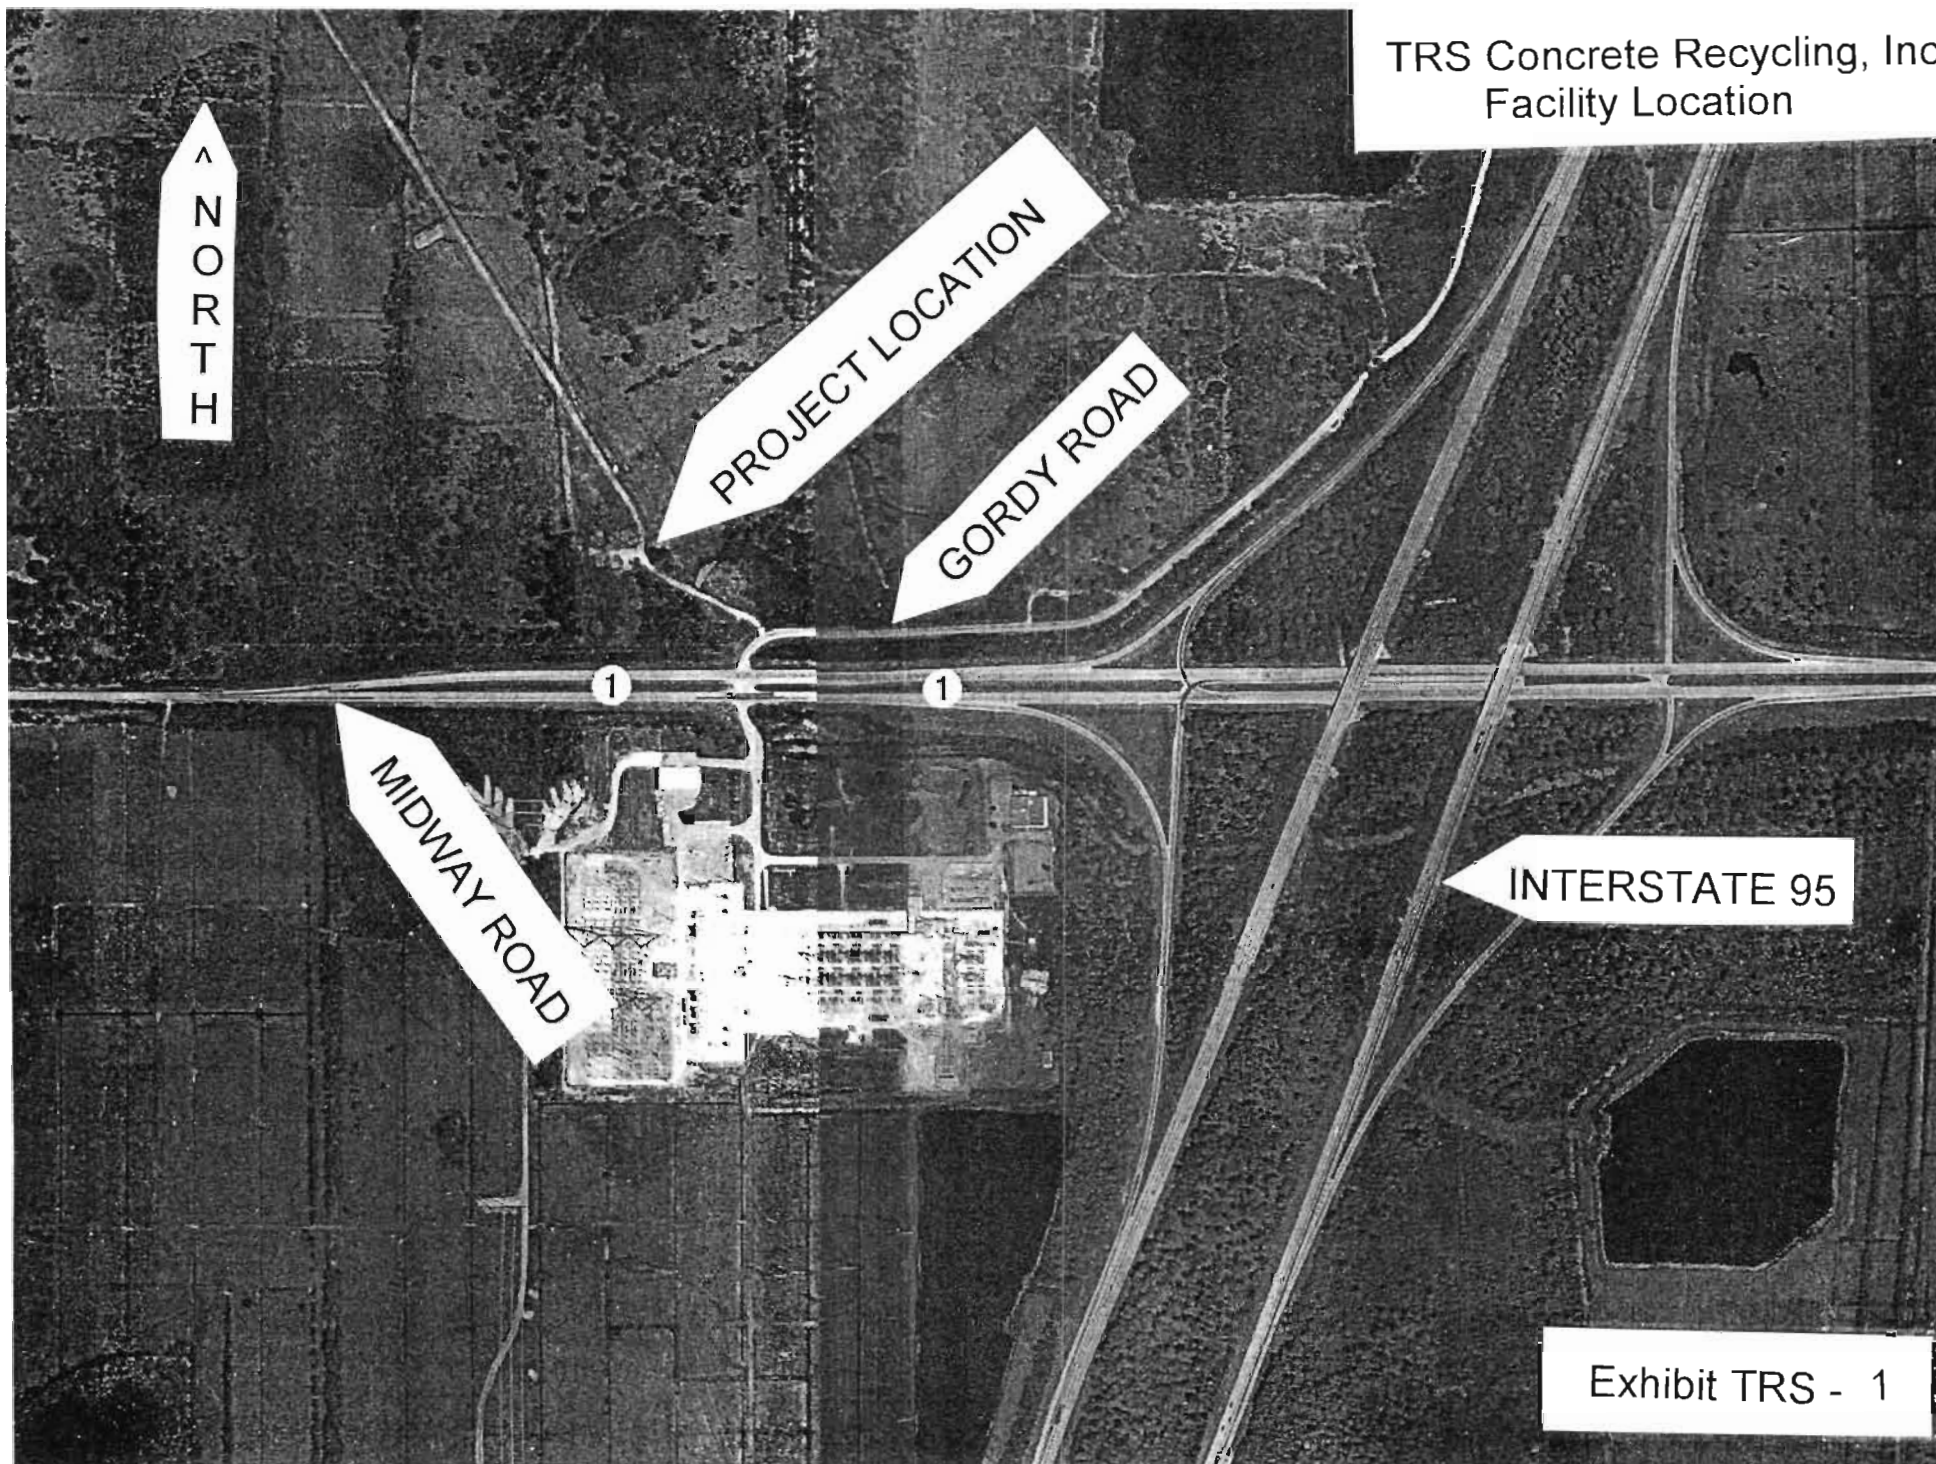 TRS Concrete Recycling, Inc
Facility Location
^ NORTH
PROJECT LOCATION
GORDY ROAD
1
1
MIDWAY ROAD
INTERSTATE 95
Exhibit TRS - 1